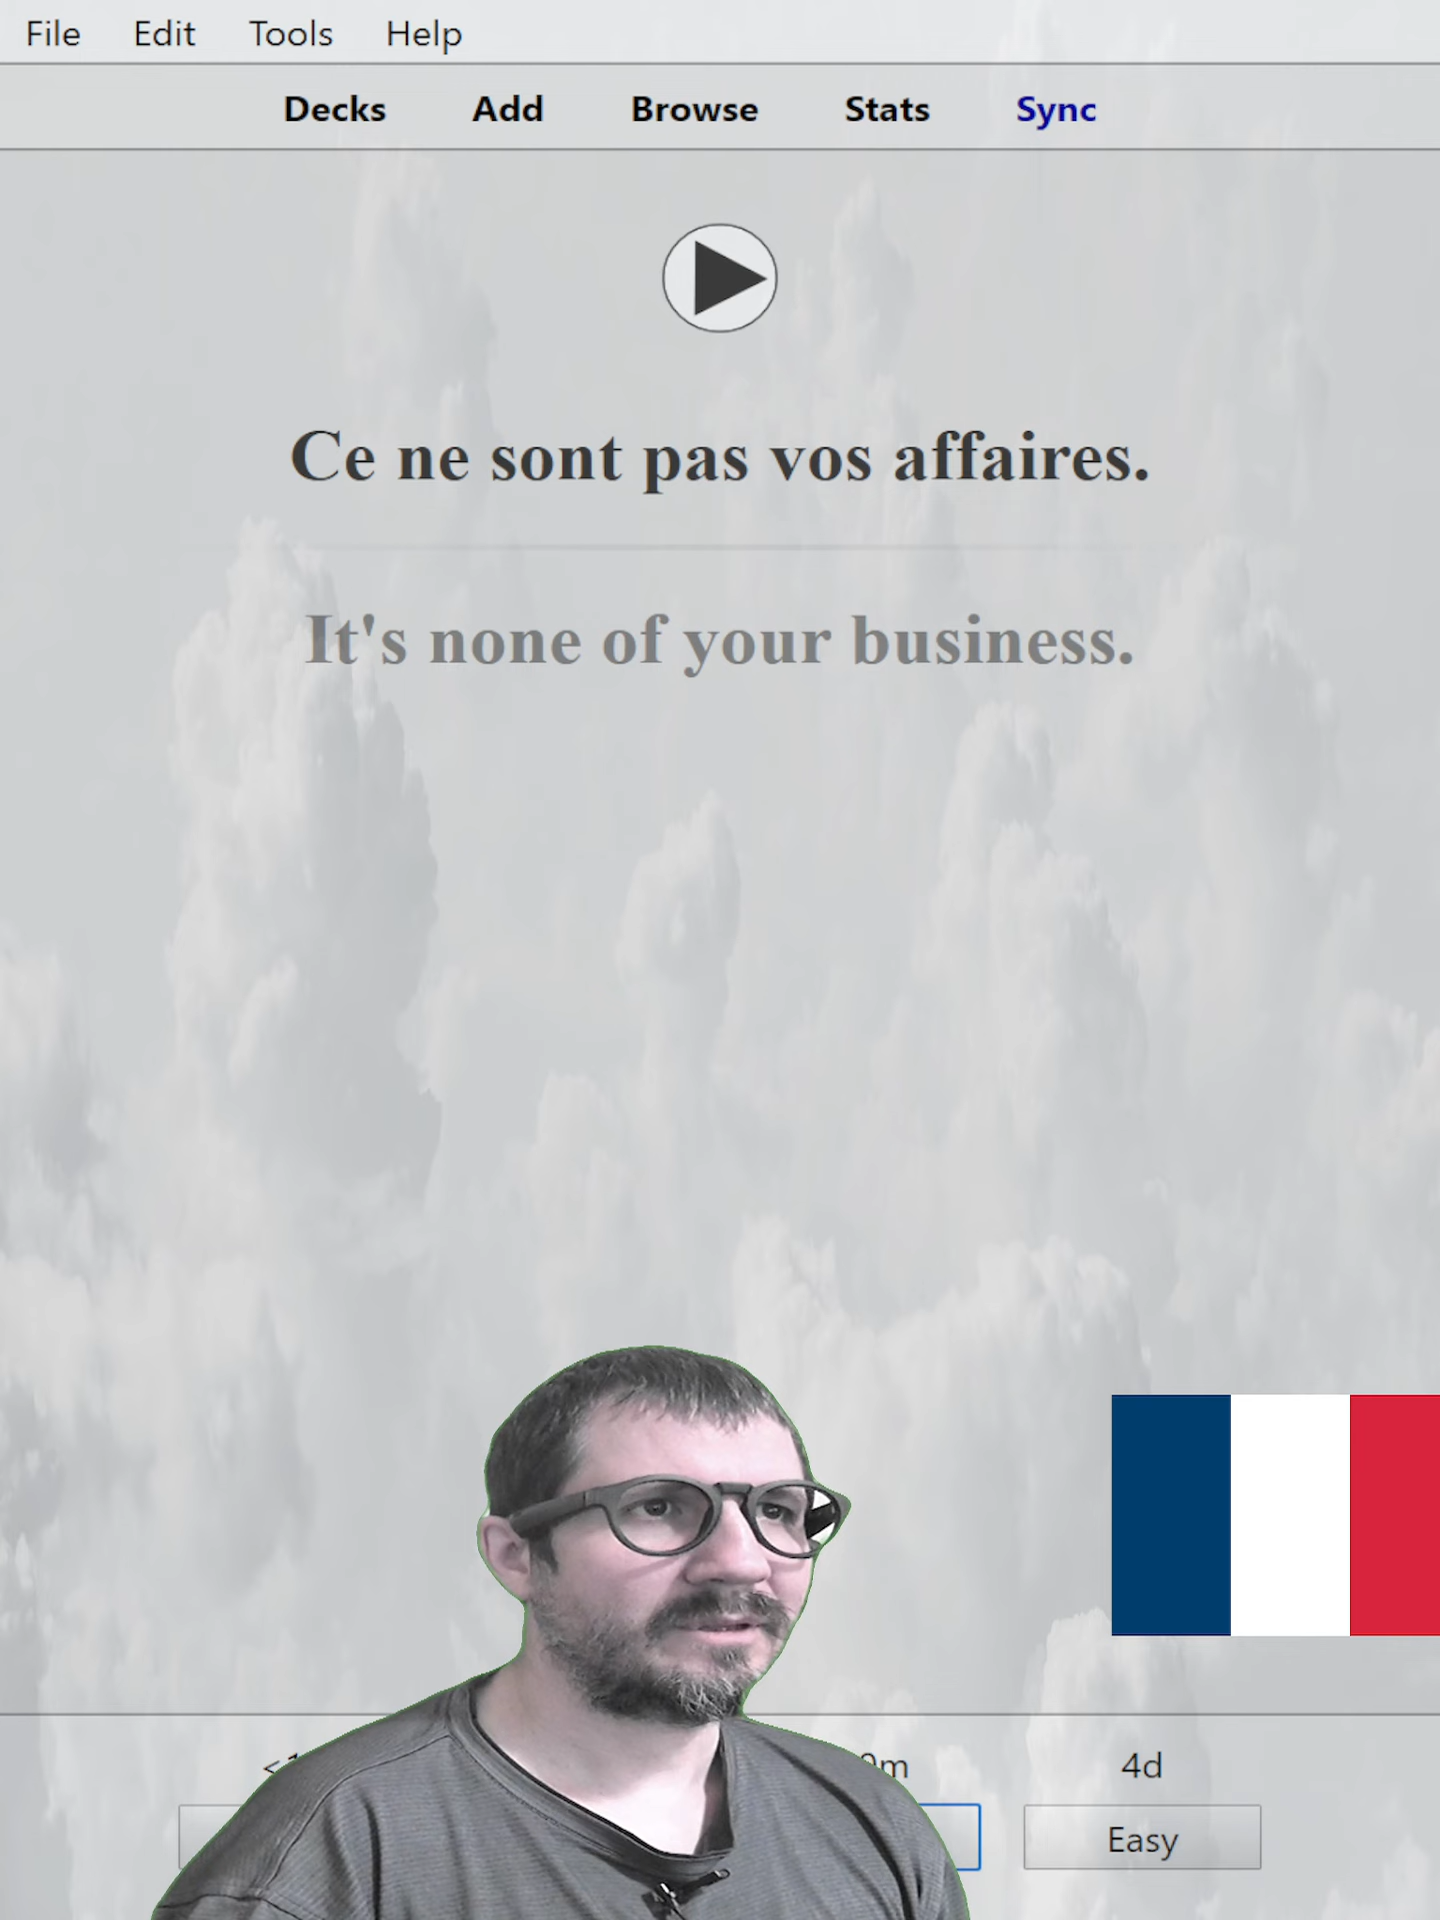 File Edit Tools Help
Decks Add Browse Stats Sync
Ce ne sont pas vos affaires.
It's none of your business.
4d
Easy